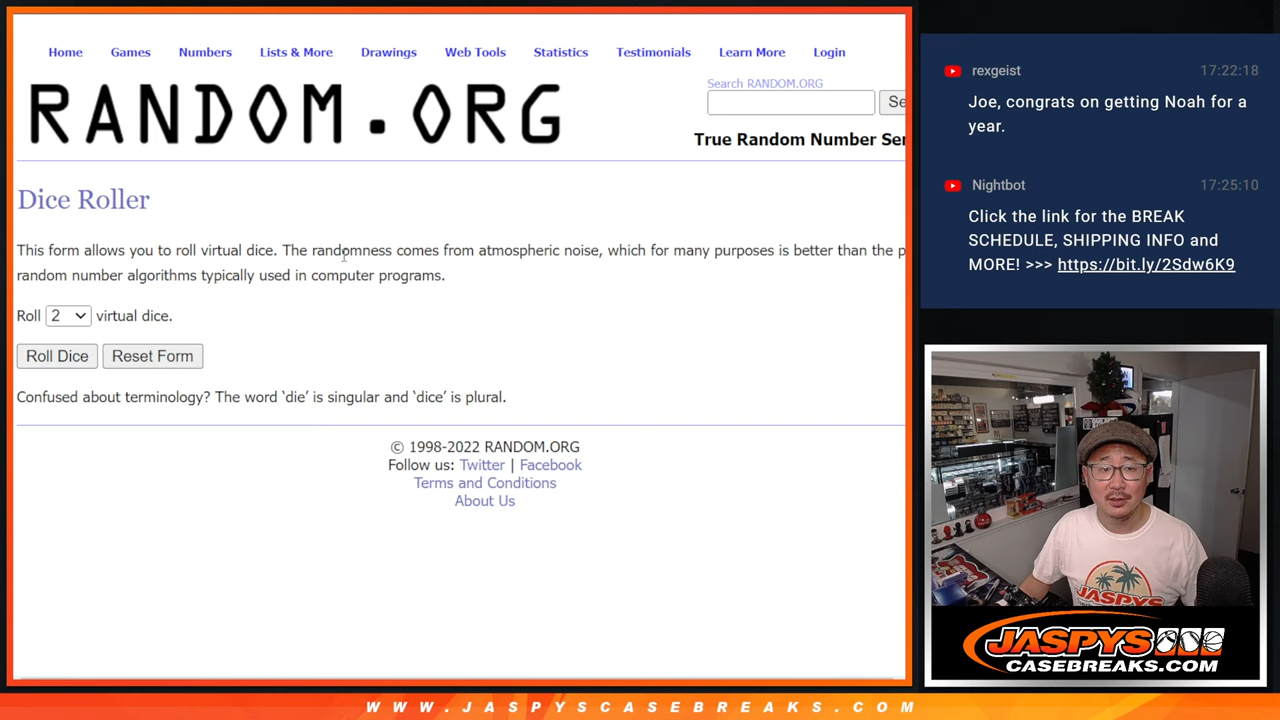 Home Games Numbers Lists & More Drawings Web Tools Statistics Testimonials Learn More Login
RANDOM.ORG
Search RANDOM.ORG
Se
True Random Number Ser
Dice Roller
This form allows you to roll virtual dice. The randomness comes from atmospheric noise, which for many purposes is better than the p
random number algorithms typically used in computer programs.
Roll 2 virtual dice.
Roll Dice Reset Form
Confused about terminology? The word ‘die’ is singular and ‘dice’ is plural.
© 1998-2022 RANDOM.ORG
Follow us: Twitter | Facebook
Terms and Conditions
About Us
rexgeist 17:22:18
Joe, congrats on getting Noah for a
year.
Nightbot 17:25:10
Click the link for the BREAK
SCHEDULE, SHIPPING INFO and
MORE! >>> https://bit.ly/2Sdw6K9
JASPYS
JASPYS
CASEBREAKS.COM
WWW.JASPYSCASEBREAKS.COM